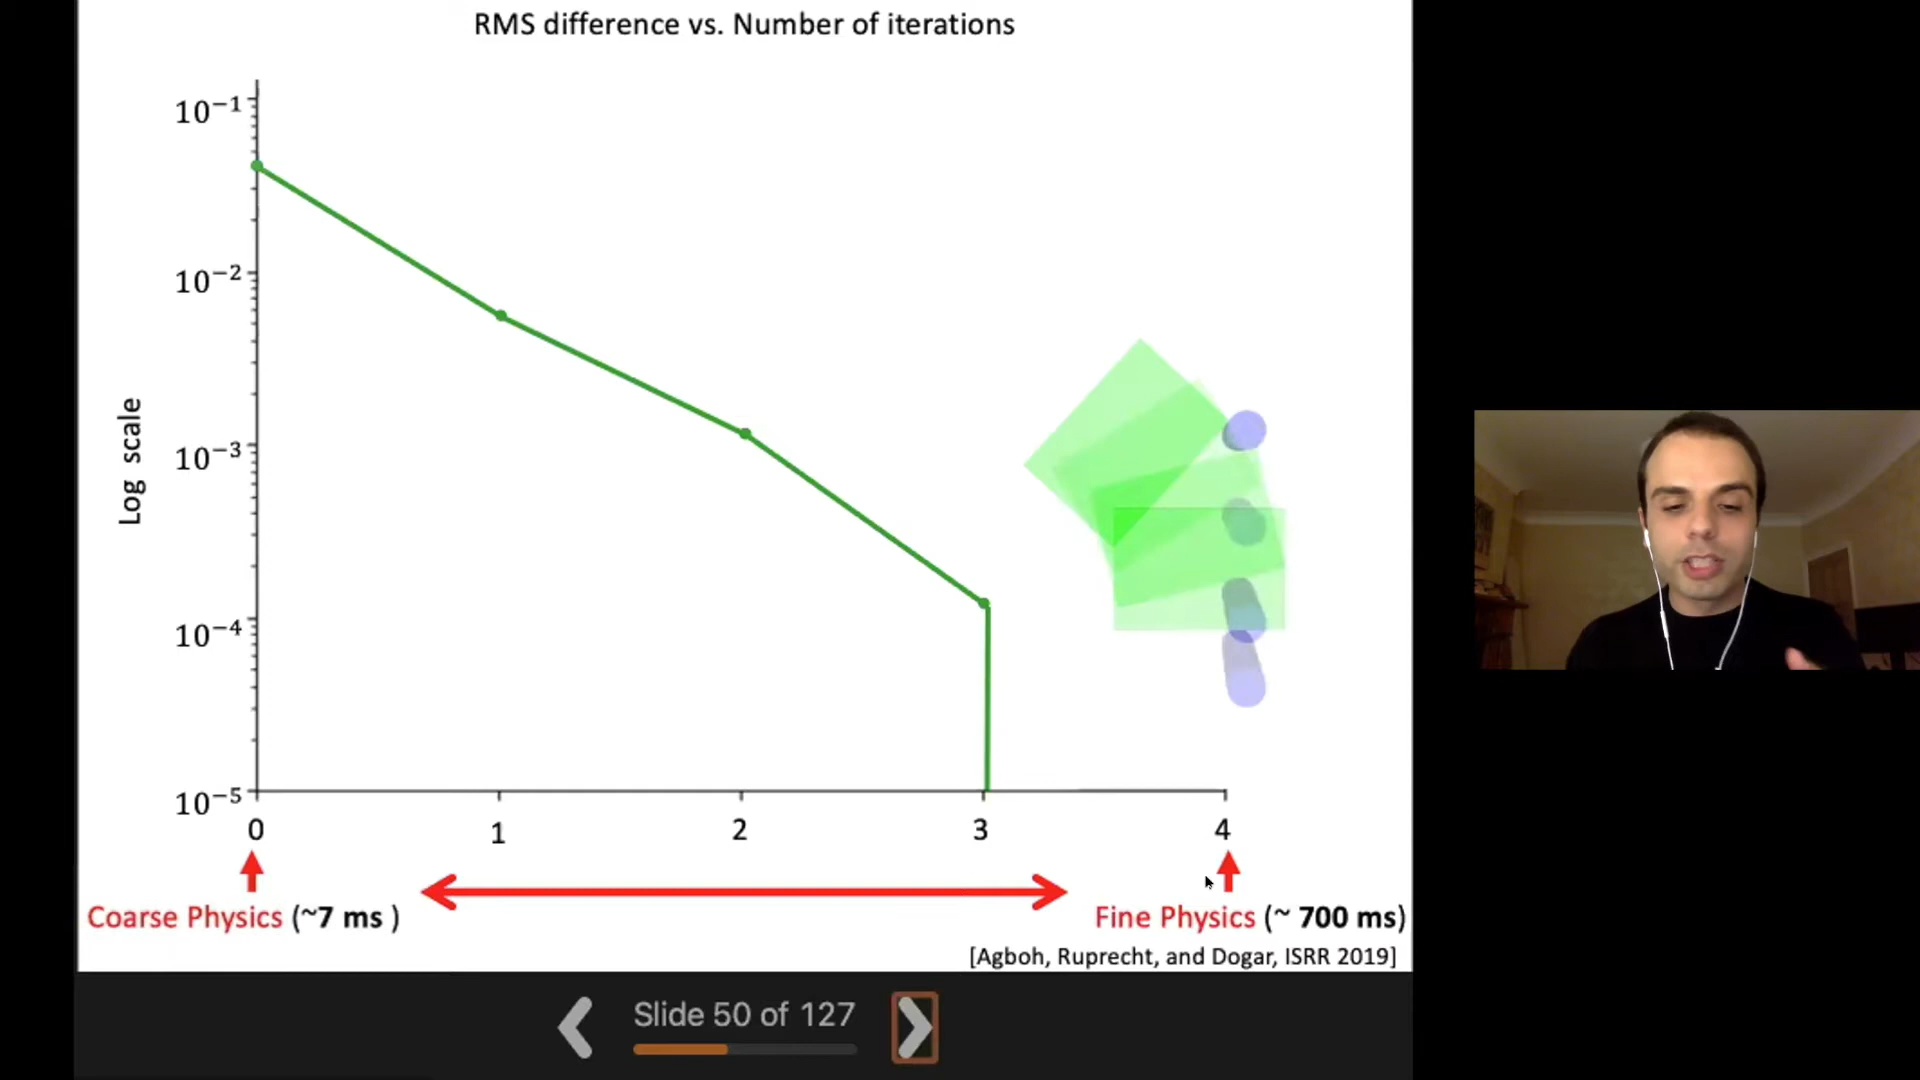 RMS difference vs. Number of iterations
10⁻¹
10⁻²
10⁻³
10⁻⁴
10⁻⁵
Log scale
0 1 2 3 4
Coarse Physics (~7 ms )
Fine Physics (~ 700 ms)
[Agboh, Ruprecht, and Dogar, ISRR 2019]
Slide 50 of 127